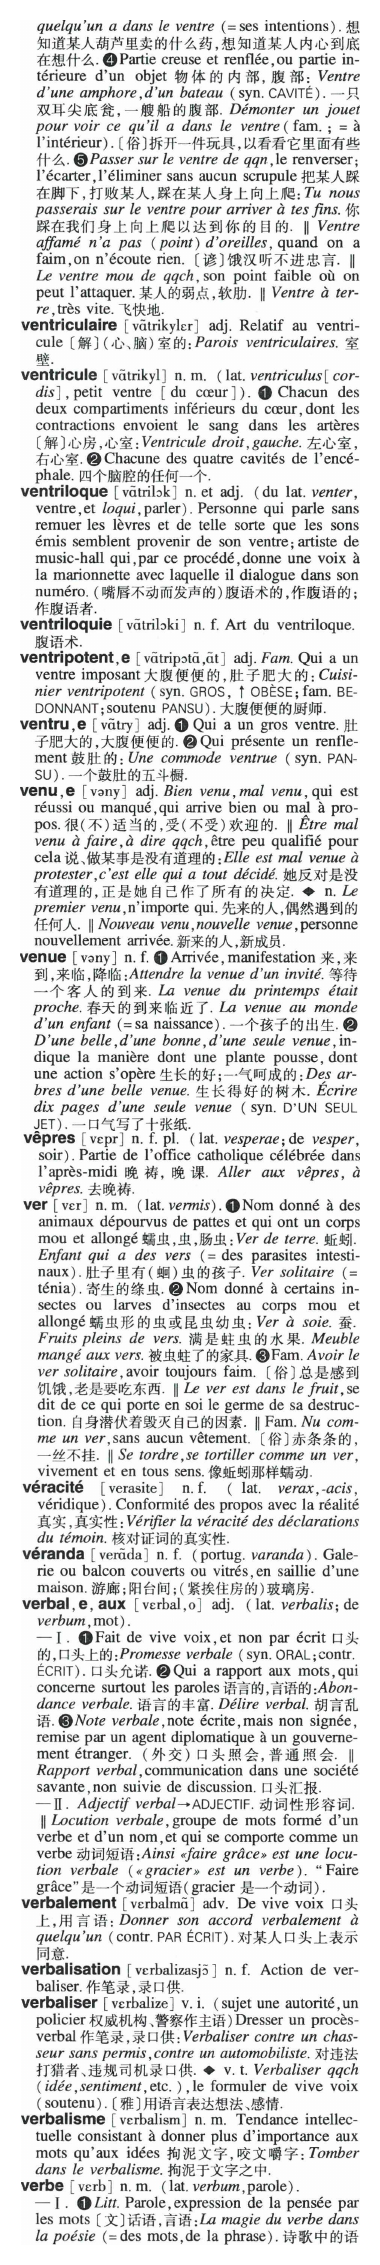 quelqu'un a dans le ventre (=ses intentions). 想
知道某人葫芦里卖的什么药,想知道某人内心到底
在想什么. ❹Partie creuse et renflée,ou partie in-
térieure d'un objet 物体的内部,腹部: Ventre
d'une amphore,d'un bateau (syn. CAVITÉ). 一只
双耳尖底瓮,一艘船的腹部. Démonter un jouet
pour voir ce qu'il a dans le ventre (fam. ; = à
l'intérieur). 〔俗〕拆开一件玩具,以看看它里面有些
什么. ❺Passer sur le ventre de qqn,le renverser;
l'écarter,l'éliminer sans aucun scrupule 把某人踩
在脚下,打败某人,踩在某人身上向上爬: Tu nous
passerais sur le ventre pour arriver à tes fins. 你
踩在我们身上向上爬以达到你的目的. ‖ Ventre
affamé n'a pas (point) d'oreilles, quand on a
faim,on n'écoute rien. 〔谚〕饿汉听不进忠言. ‖
Le ventre mou de qqch,son point faible où on
peut l'attaquer. 某人的弱点,软肋. ‖ Ventre à ter-
re,très vite. 飞快地.
ventriculaire [vɑ̃trikylɛr] adj. Relatif au ventri-
cule〔解〕(心、脑)室的: Parois ventriculaires. 室
壁.
ventricule [vɑ̃trikyl] n. m. (lat. ventriculus[cor-
dis], petit ventre [du cœur]). ❶ Chacun des
deux compartiments inférieurs du cœur,dont les
contractions envoient le sang dans les artères
〔解〕心房,心室: Ventricule droit,gauche. 左心室,
右心室. ❷Chacune des quatre cavités de l'encé-
phale. 四个脑腔的任何一个.
ventriloque [vɑ̃trilɔk] n. et adj. (du lat. venter,
ventre,et loqui,parler). Personne qui parle sans
remuer les lèvres et de telle sorte que les sons
émis semblent provenir de son ventre; artiste de
music-hall qui,par ce procédé,donne une voix à
la marionnette avec laquelle il dialogue dans son
numéro. (嘴唇不动而发声的)腹语术的,作腹语的;
作腹语者.
ventriloquie [vɑ̃trilɔki] n. f. Art du ventriloque.
腹语术.
ventripotent,e [vɑ̃tripɔtɑ̃,ɑ̃t] adj. Fam. Qui a un
ventre imposant 大腹便便的,肚子肥大的: Cuisi-
nier ventripotent (syn. GROS, ↑ OBÈSE; fam. BE-
DONNANT; soutenu PANSU). 大腹便便的厨师.
ventru,e [vɑ̃try] adj. ❶ Qui a un gros ventre. 肚
子肥大的,大腹便便的. ❷ Qui présente un renfle-
ment 鼓肚的: Une commode ventrue (syn. PAN-
SU). 一个鼓肚的五斗橱.
venu,e [vəny] adj. Bien venu,mal venu, qui est
réussi ou manqué,qui arrive bien ou mal à pro-
pos. 很(不)适当的,受(不受)欢迎的. ‖ Être mal
venu à faire,à dire qqch,être peu qualifié pour
cela 说、做某事是没有道理的: Elle est mal venue à
protester,c'est elle qui a tout décidé. 她反对是没
有道理的,正是她自己作了所有的决定. ◆ n. Le
premier venu,n'importe qui. 先来的人,偶然遇到的
任何人. ‖ Nouveau venu,nouvelle venue,personne
nouvellement arrivée. 新来的人,新成员.
venue [vəny] n. f. ❶Arrivée,manifestation 来,来
到,来临,降临: Attendre la venue d'un invité. 等待
一个客人的到来. La venue du printemps était
proche. 春天的到来临近了. La venue au monde
d'un enfant (=sa naissance). 一个孩子的出生. ❷
D'une belle,d'une bonne,d'une seule venue,in-
dique la manière dont une plante pousse, dont
une action s'opère 生长的好;一气呵成的: Des ar-
bres d'une belle venue. 生长得好的树木. Écrire
dix pages d'une seule venue (syn. D'UN SEUL
JET). 一口气写了十张纸.
vêpres [vɛpr] n. f. pl. (lat. vesperae; de vesper,
soir). Partie de l'office catholique célébrée dans
l'après-midi 晚祷,晚课. Aller aux vêpres, à
vêpres. 去晚祷.
ver [vɛr] n. m. (lat. vermis). ❶Nom donné à des
animaux dépourvus de pattes et qui ont un corps
mou et allongé 蠕虫,虫,肠虫: Ver de terre. 蚯蚓.
Enfant qui a des vers (= des parasites intesti-
naux). 肚子里有(蛔)虫的孩子. Ver solitaire (=
ténia). 寄生的绦虫. ❷Nom donné à certains in-
sectes ou larves d'insectes au corps mou et
allongé 蠕虫形的虫或昆虫幼虫: Ver à soie. 蚕.
Fruits pleins de vers. 满是蛀虫的水果. Meuble
mangé aux vers. 被虫蛀了的家具. ❸Fam. Avoir le
ver solitaire,avoir toujours faim. 〔俗〕总是感到
饥饿,老是要吃东西. ‖ Le ver est dans le fruit,se
dit de ce qui porte en soi le germe de sa destruc-
tion. 自身潜伏着毁灭自己的因素. ‖ Fam. Nu com-
me un ver,sans aucun vêtement. 〔俗〕赤条条的,
一丝不挂. ‖ Se tordre,se tortiller comme un ver,
vivement et en tous sens. 像蚯蚓那样蠕动.
véracité [verasite] n. f. (lat. verax,-acis,
véridique). Conformité des propos avec la réalité
真实,真实性: Vérifier la véracité des déclarations
du témoin. 核对证词的真实性.
véranda [verɑ̃da] n. f. (portug. varanda). Gale-
rie ou balcon couverts ou vitrés,en saillie d'une
maison. 游廊;阳台间;(紧挨住房的)玻璃房.
verbal,e,aux [vɛrbal,o] adj. (lat. verbalis; de
verbum,mot).
—Ⅰ. ❶Fait de vive voix,et non par écrit 口头
的,口头上的: Promesse verbale (syn. ORAL;contr.
ÉCRIT). 口头允诺. ❷Qui a rapport aux mots,qui
concerne surtout les paroles 语言的,言语的: Abon-
dance verbale. 语言的丰富. Délire verbal. 胡言乱
语. ❸Note verbale,note écrite,mais non signée,
remise par un agent diplomatique à un gouverne-
ment étranger. (外交)口头照会,普通照会. ‖
Rapport verbal,communication dans une société
savante,non suivie de discussion. 口头汇报.
—Ⅱ. Adjectif verbal→ADJECTIF. 动词性形容词.
‖ Locution verbale,groupe de mots formé d'un
verbe et d'un nom,et qui se comporte comme un
verbe 动词短语: Ainsi «faire grâce» est une locu-
tion verbale («gracier» est un verbe). “Faire
grâce”是一个动词短语(gracier 是一个动词).
verbalement [vɛrbalmɑ̃] adv. De vive voix 口头
上,用言语: Donner son accord verbalement à
quelqu'un (contr. PAR ÉCRIT). 对某人口头上表示
同意.
verbalisation [vɛrbalizasjɔ̃] n. f. Action de ver-
baliser. 作笔录,录口供.
verbaliser [vɛrbalize] v. i. (sujet une autorité,un
policier 权威机构、警察作主语)Dresser un procès-
verbal 作笔录,录口供: Verbaliser contre un chas-
seur sans permis,contre un automobiliste. 对违法
打猎者、违规司机录口供. ◆ v. t. Verbaliser qqch
(idée,sentiment,etc.),le formuler de vive voix
(soutenu). 〔雅〕用语言表达想法、感情.
verbalisme [vɛrbalism] n. m. Tendance intellec-
tuelle consistant à donner plus d'importance aux
mots qu'aux idées 拘泥文字,咬文嚼字: Tomber
dans le verbalisme. 拘泥于文字之中.
verbe [vɛrb] n. m. (lat. verbum,parole).
—Ⅰ. ❶Litt. Parole,expression de la pensée par
les mots〔文〕话语,言语: La magie du verbe dans
la poésie (=des mots,de la phrase). 诗歌中的语